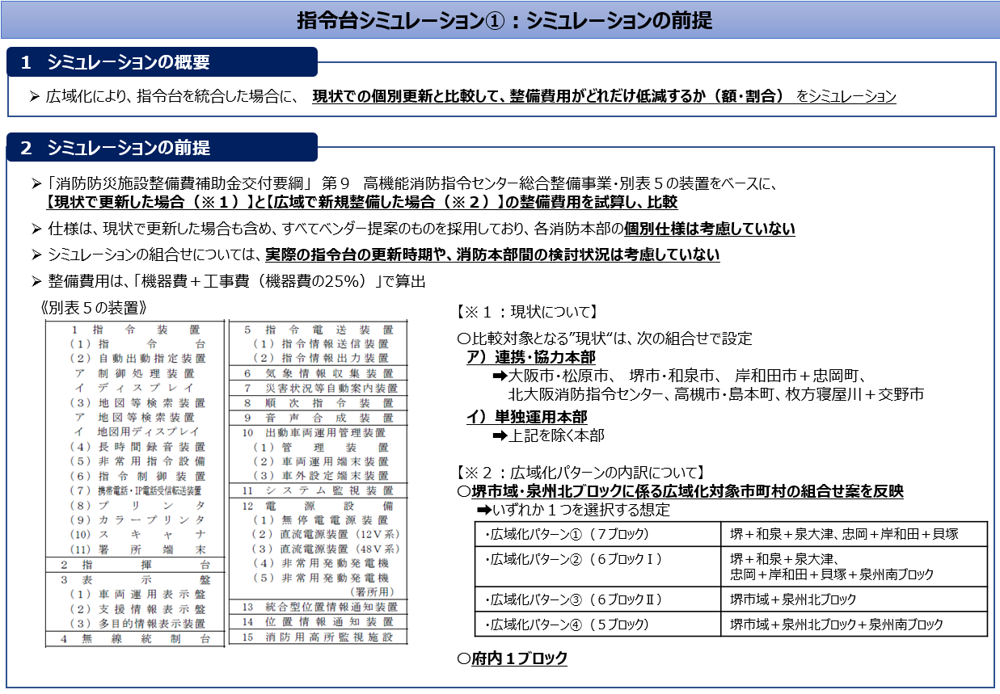 指令台シミュレーション①：シミュレーションの前提
1 シミュレーションの概要
➢ 広域化により、指令台を統合した場合に、 現状での個別更新と比較して、整備費用がどれだけ低減するか（額・割合） をシミュレーション
2 シミュレーションの前提
➢ 「消防防災施設整備費補助金交付要綱」 第９ 高機能消防指令センター総合整備事業・別表５の装置をベースに、
【現状で更新した場合（※１）】と【広域で新規整備した場合（※２）】の整備費用を試算し、比較
➢ 仕様は、現状で更新した場合も含め、すべてベンダー提案のものを採用しており、各消防本部の個別仕様は考慮していない
➢ シミュレーションの組合せについては、実際の指令台の更新時期や、消防本部間の検討状況は考慮していない
➢ 整備費用は、「機器費＋工事費（機器費の25%）」で算出
《別表５の装置》
1 指令装置
(1) 指令台
(2) 自動出動指定装置
ア 制御処理装置
イ ディスプレイ
(3) 地図等検索装置
ア 地図等検索装置
イ 地図用ディスプレイ
(4) 長時間録音装置
(5) 非常用指令設備
(6) 指令制御装置
(7) 携帯電話・IP電話受信転送装置
(8) プリンタ
(9) カラープリンタ
(10) スキャナ
(11) 署所端末
2 指揮台
3 表示盤
(1) 車両運用表示盤
(2) 支援情報表示盤
(3) 多目的情報表示装置
4 無線統制台
5 指令電送装置
(1) 指令情報送信装置
(2) 指令情報出力装置
6 気象情報収集装置
7 災害状況等自動案内装置
8 順次指令装置
9 音声合成装置
10 出動車両運用管理装置
(1) 管理装置
(2) 車両運用端末装置
(3) 車外設定端末装置
11 システム監視装置
12 電源設備
(1) 無停電電源装置
(2) 直流電源装置（12Ｖ系）
(3) 直流電源装置（48Ｖ系）
(4) 非常用発動発電機
(5) 非常用発動発電機
（署所用）
13 統合型位置情報通知装置
14 位置情報通知装置
15 消防用高所監視施設
【※１：現状について】
〇比較対象となる”現状“は、次の組合せで設定
ア）連携・協力本部
➡大阪市・松原市、 堺市・和泉市、 岸和田市＋忠岡町、
北大阪消防指令センター、高槻市・島本町、枚方寝屋川＋交野市
イ）単独運用本部
➡上記を除く本部
【※２：広域化パターンの内訳について】
〇堺市域・泉州北ブロックに係る広域化対象市町村の組合せ案を反映
➡いずれか１つを選択する想定
・広域化パターン①（７ブロック） 堺＋和泉＋泉大津、忠岡＋岸和田＋貝塚
・広域化パターン②（６ブロックⅠ） 堺＋和泉＋泉大津、
忠岡＋岸和田＋貝塚＋泉州南ブロック
・広域化パターン③（６ブロックⅡ） 堺市域＋泉州北ブロック
・広域化パターン④（５ブロック） 堺市域＋泉州北ブロック＋泉州南ブロック
〇府内１ブロック